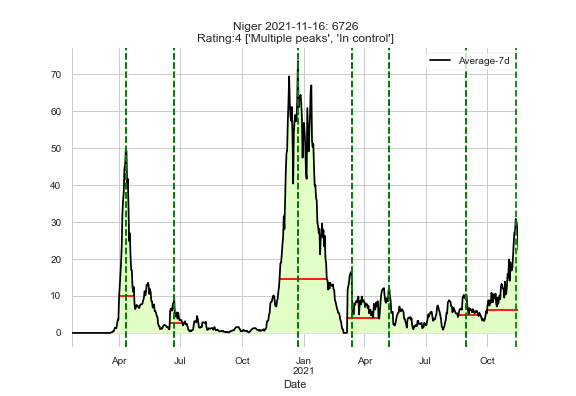 Niger 2021-11-16: 6726
Rating:4 ['Multiple peaks', 'In control']
Average-7d
70
60
50
40
30
20
10
0
Apr Jul Oct Jan Apr Jul Oct
2021
Date